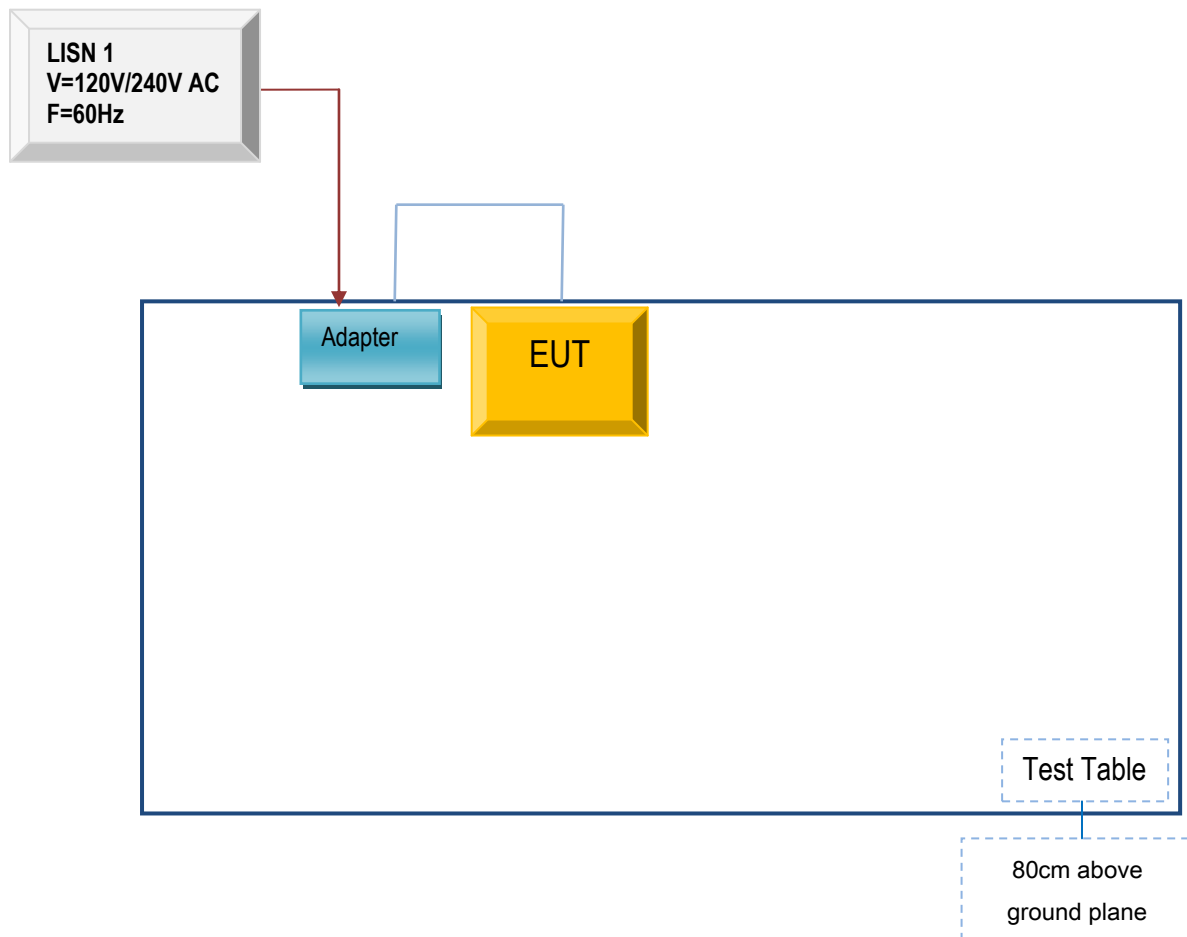 LISN 1
V=120V/240V AC
F=60Hz
Adapter
EUT
Test Table
80cm above
ground plane